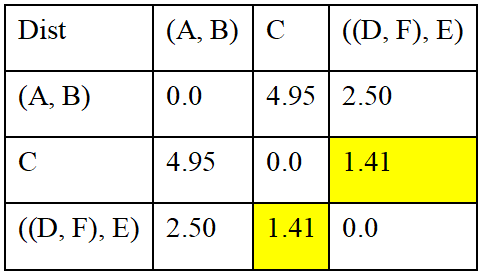 Dist (A, B) C ((D, F), E)
(A, B) 0.0 4.95 2.50
C 4.95 0.0 1.41
((D, F), E) 2.50 1.41 0.0